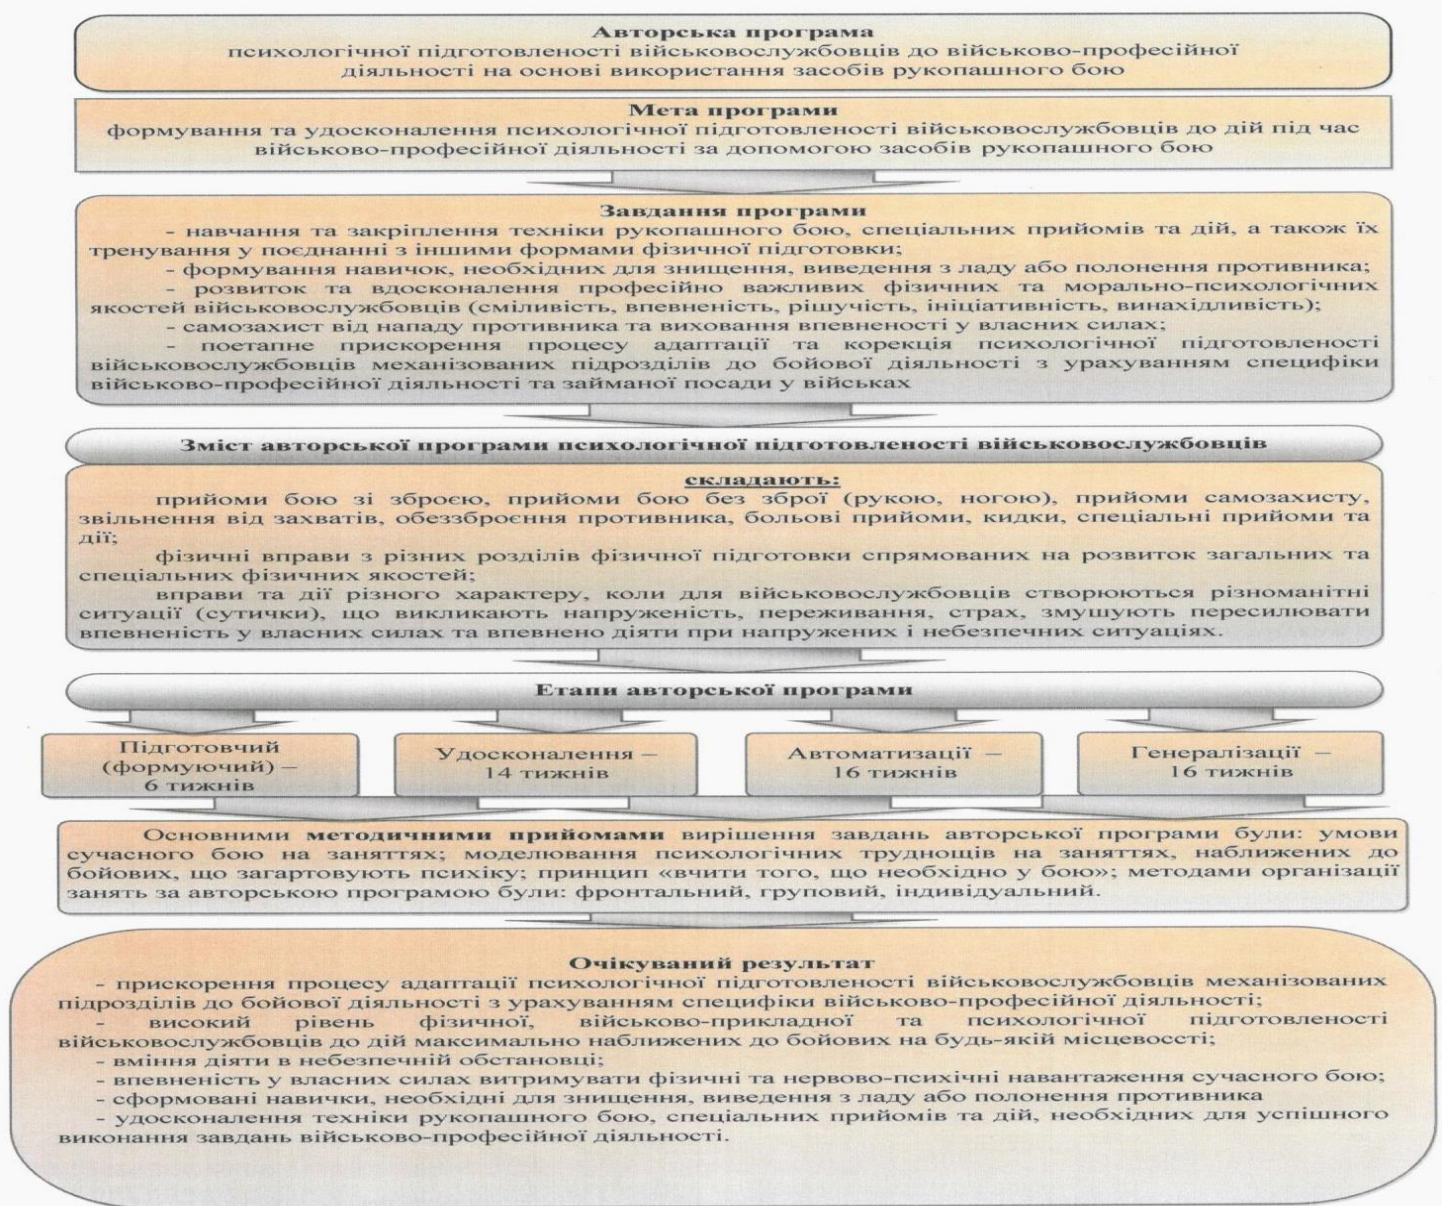 Авторська програма
психологічної підготовленості військовослужбовців до військово-професійної
діяльності на основі використання засобів рукопашного бою
Мета програми
формування та удосконалення психологічної підготовленості військовослужбовців до дій під час
військово-професійної діяльності за допомогою засобів рукопашного бою
Завдання програми
- навчання та закріплення техніки рукопашного бою, спеціальних прийомів та дій, а також їх
тренування у поєднанні з іншими формами фізичної підготовки;
- формування навичок, необхідних для знищення, виведення з ладу або полонення противника;
- розвиток та вдосконалення професійно важливих фізичних та морально-психологічних
якостей військовослужбовців (сміливість, впевненість, рішучість, ініціативність, винахідливість);
- самозахист від нападу противника та виховання впевненості у власних силах;
- поетапне прискорення процесу адаптації та корекція психологічної підготовленості
військовослужбовців механізованих підрозділів до бойової діяльності з урахуванням специфіки
військово-професійної діяльності та займаної посади у військах
Зміст авторської програми психологічної підготовленості військовослужбовців
складають:
прийоми бою зі зброєю, прийоми бою без зброї (рукою, ногою), прийоми самозахисту,
звільнення від захватів, обеззброєння противника, больові прийоми, кидки, спеціальні прийоми та
дії;
фізичні вправи з різних розділів фізичної підготовки спрямованих на розвиток загальних та
спеціальних фізичних якостей;
вправи та дії різного характеру, коли для військовослужбовців створюються різноманітні
ситуації (сутички), що викликають напруженість, переживання, страх, змушують пересилювати
впевненість у власних силах та впевнено діяти при напружених і небезпечних ситуаціях.
Етапи авторської програми
Підготовчий
(формуючий) –
6 тижнів
Удосконалення –
14 тижнів
Автоматизації –
16 тижнів
Генералізації –
16 тижнів
Основними методичними прийомами вирішення завдань авторської програми були: умови
сучасного бою на заняттях; моделювання психологічних труднощів на заняттях, наближених до
бойових, що загартовують психіку; принцип «вчити того, що необхідно у бою»; методами організації
занять за авторською програмою були: фронтальний, груповий, індивідуальний.
Очікуваний результат
- прискорення процесу адаптації психологічної підготовленості військовослужбовців механізованих
підрозділів до бойової діяльності з урахуванням специфіки військово-професійної діяльності;
- високий рівень фізичної, військово-прикладної та психологічної підготовленості
військовослужбовців до дій максимально наближених до бойових на будь-якій місцевосcті;
- вміння діяти в небезпечній обстановці;
- впевненість у власних силах витримувати фізичні та нервово-психічні навантаження сучасного бою;
- сформовані навички, необхідні для знищення, виведення з ладу або полонення противника
- удосконалення техніки рукопашного бою, спеціальних прийомів та дій, необхідних для успішного
виконання завдань військово-професійної діяльності.